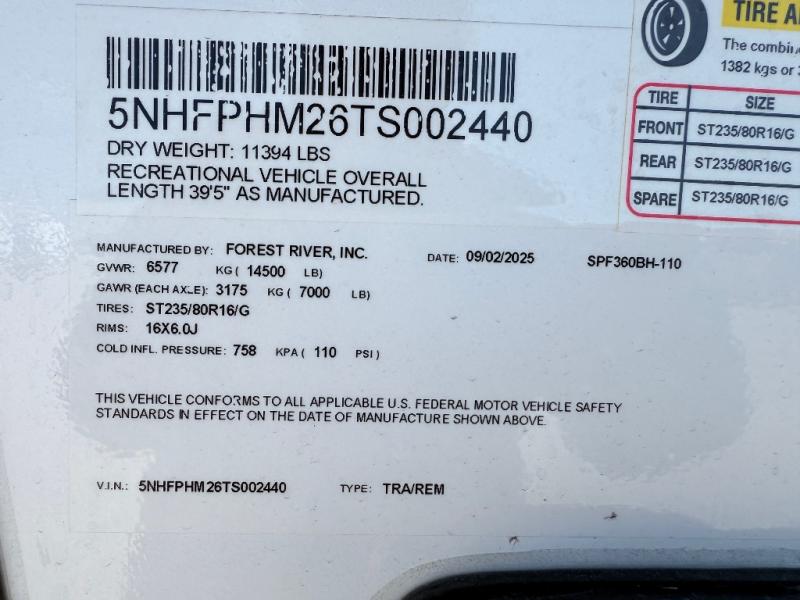 5NHFPHM26TS002440
DRY WEIGHT: 11394 LBS
RECREATIONAL VEHICLE OVERALL
LENGTH 39'5" AS MANUFACTURED.
TIRE
The combi
1382 kgs or
TIRE SIZE
FRONT ST235/80R16/G
REAR ST235/80R16/G
SPARE ST235/80R16/G
MANUFACTURED BY: FOREST RIVER, INC. DATE: 09/02/2025 SPF360BH-110
GVWR: 6577 KG ( 14500 LB)
GAWR (EACH AXLE): 3175 KG ( 7000 LB)
TIRES: ST235/80R16/G
RIMS: 16X6.0J
COLD INFL. PRESSURE: 758 KPA ( 110 PSI )
THIS VEHICLE CONFORMS TO ALL APPLICABLE U.S. FEDERAL MOTOR VEHICLE SAFETY
STANDARDS IN EFFECT ON THE DATE OF MANUFACTURE SHOWN ABOVE.
V.I.N.: 5NHFPHM26TS002440 TYPE: TRA/REM